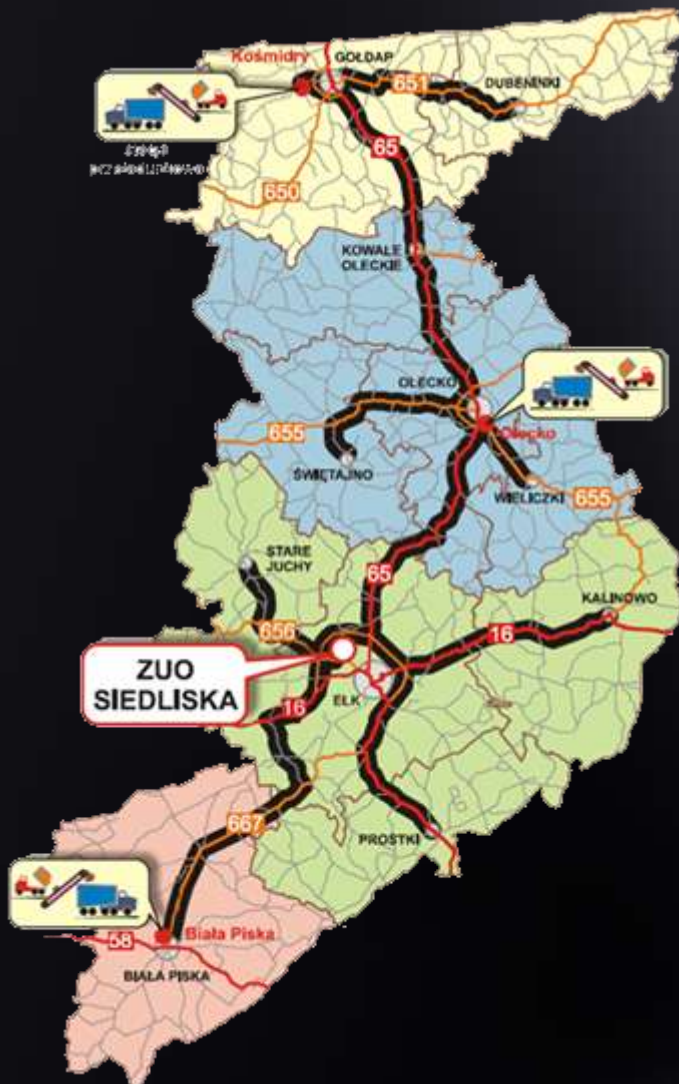 Kośmidry
GOŁDAP
651
DUBENINKI
65
650
KOWALE
OLECKIE
OLECKO
655
Olecko
ŚWIĘTAJNO
WIELICZKI
655
STARE
JUCHY
65
KALINOWO
656
16
ZUO
SIEDLISKA
16
EŁK
667
PROSTKI
Biała Piska
58
BIAŁA PISKA